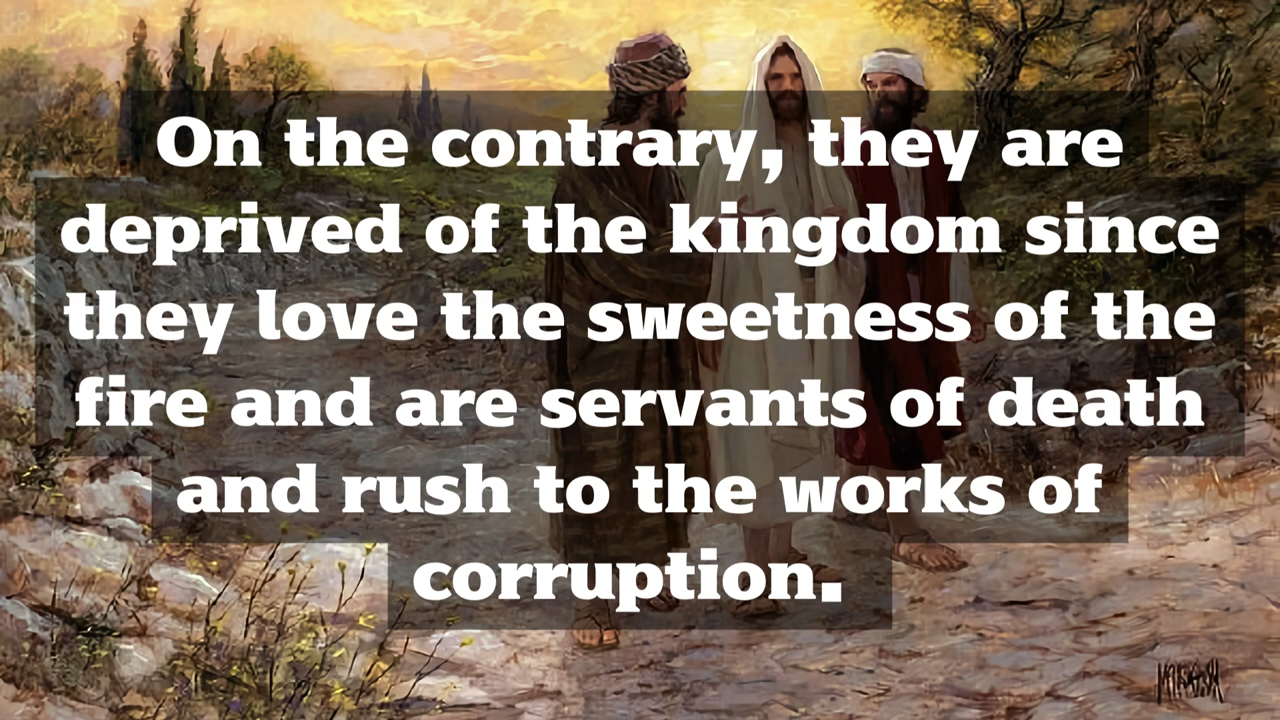 On the contrary, they are
deprived of the kingdom since
they love the sweetness of the
fire and are servants of death
and rush to the works of
corruption.